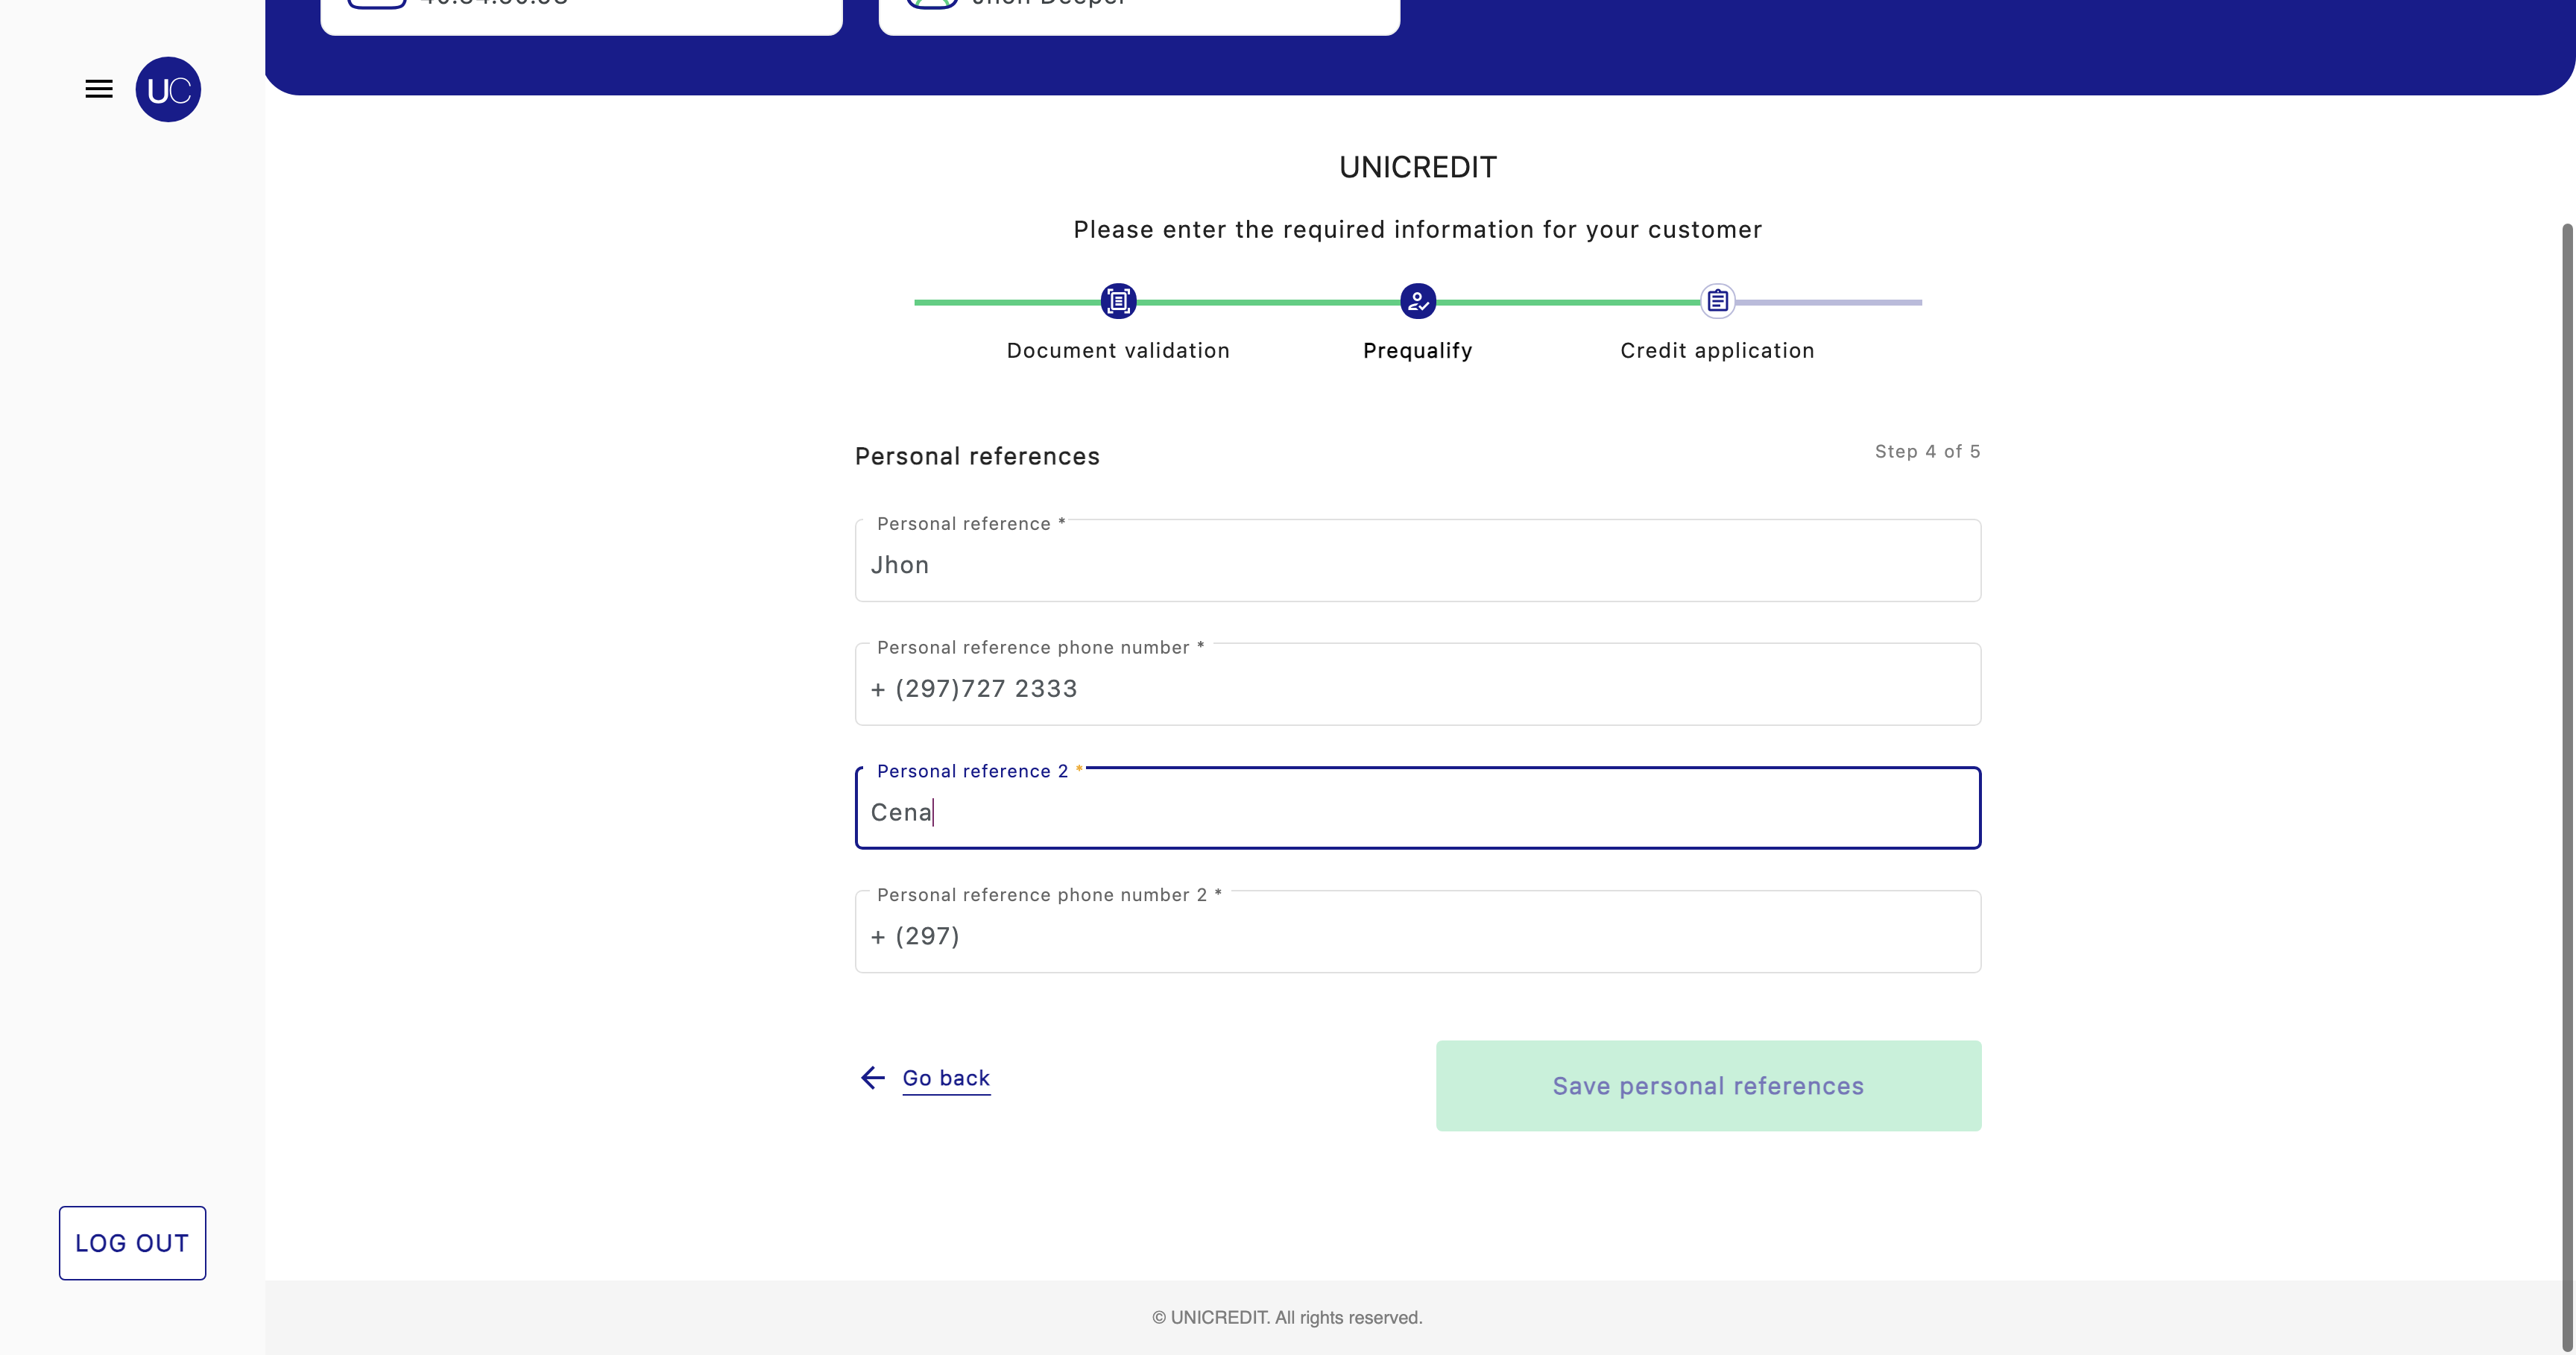 Jhon Deeper
UC
UNICREDIT
Please enter the required information for your customer
Document validation
Prequalify
Credit application
Personal references
Step 4 of 5
Personal reference *
Jhon
Personal reference phone number *
+ (297)727 2333
Personal reference 2 *
Cena
Personal reference phone number 2 *
+ (297)
Go back
Save personal references
LOG OUT
© UNICREDIT. All rights reserved.